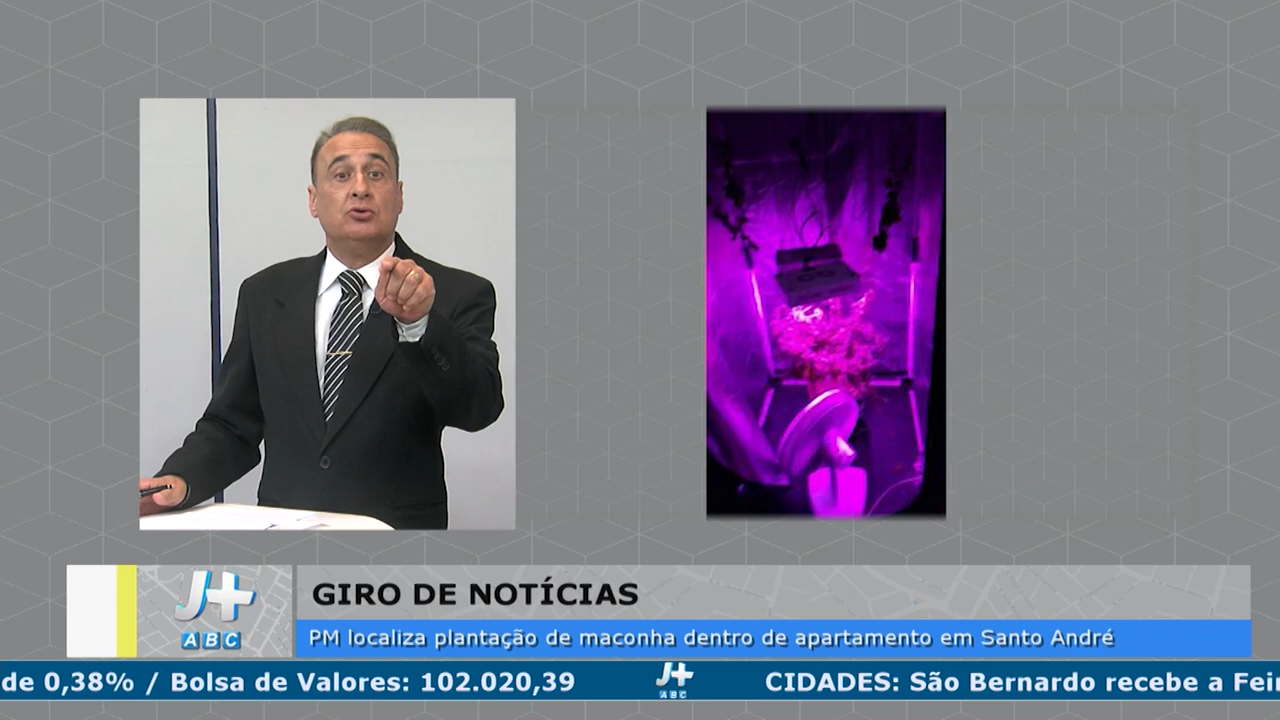 GIRO DE NOTÍCIAS
J+
ABC
PM localiza plantação de maconha dentro de apartamento em Santo André
de 0,38% / Bolsa de Valores: 102.020,39
J+
ABC
CIDADES: São Bernardo recebe a Fei